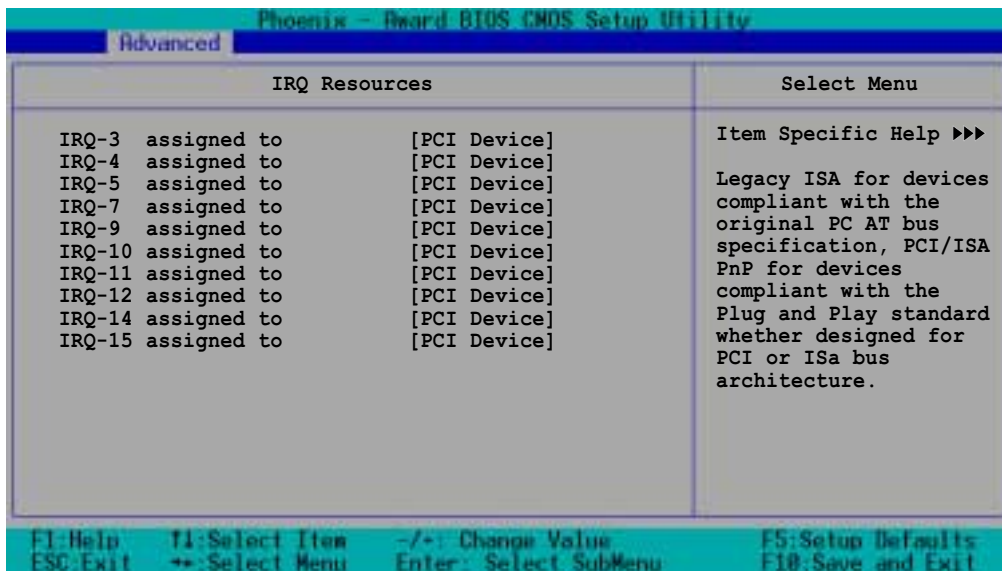 Phoenix - Award BIOS CMOS Setup Utility
Advanced
IRQ Resources
Select Menu
IRQ-3 assigned to [PCI Device]
IRQ-4 assigned to [PCI Device]
IRQ-5 assigned to [PCI Device]
IRQ-7 assigned to [PCI Device]
IRQ-9 assigned to [PCI Device]
IRQ-10 assigned to [PCI Device]
IRQ-11 assigned to [PCI Device]
IRQ-12 assigned to [PCI Device]
IRQ-14 assigned to [PCI Device]
IRQ-15 assigned to [PCI Device]
Item Specific Help ▶▶▶
Legacy ISA for devices
compliant with the
original PC AT bus
specification, PCI/ISA
PnP for devices
compliant with the
Plug and Play standard
whether designed for
PCI or ISa bus
architecture.
F1:Help ↑↓:Select Item -/+: Change Value F5:Setup Defaults
ESC:Exit ↔:Select Menu Enter: Select SubMenu F10:Save and Exit